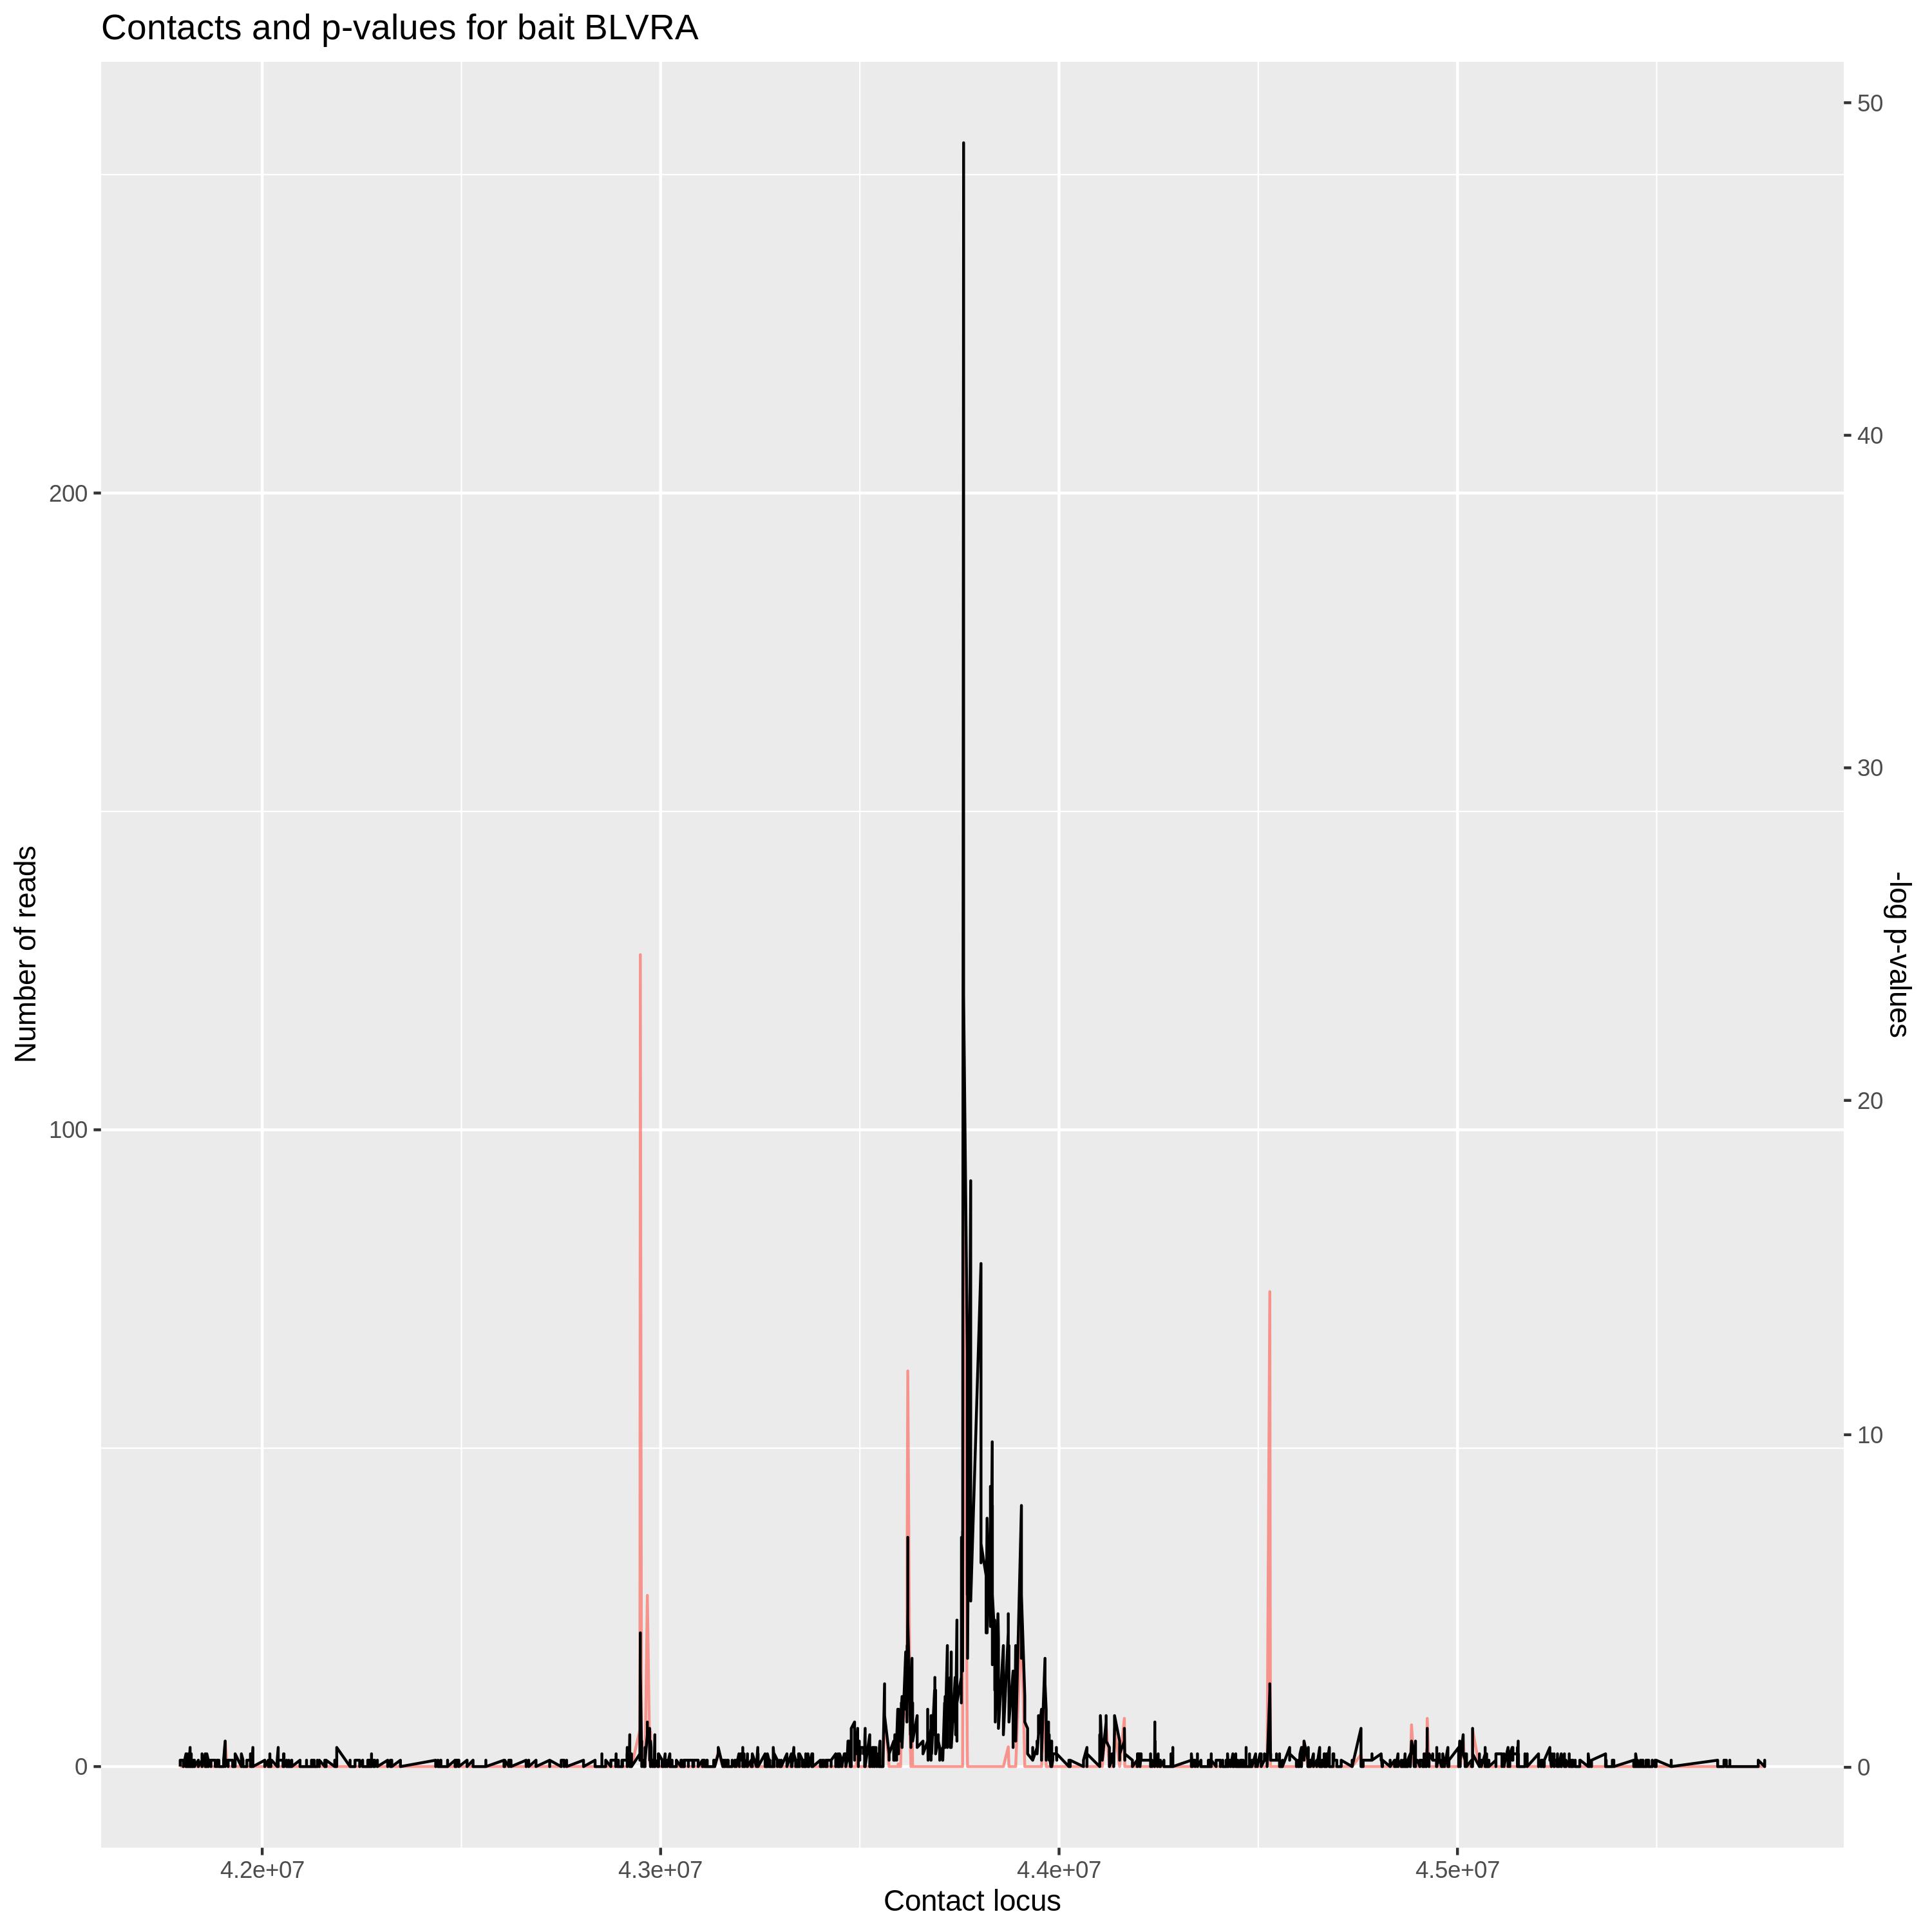 Contacts and p-values for bait BLVRA
Number of reads
200
100
0
50
40
30
20
10
0
-log p-values
4.2e+07 4.3e+07 4.4e+07 4.5e+07
Contact locus